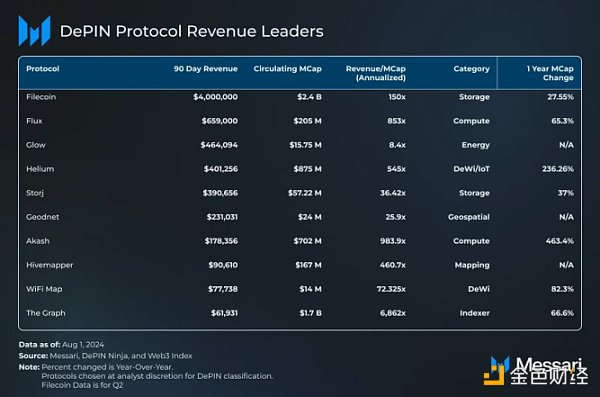 DePIN Protocol Revenue Leaders
Protocol 90 Day Revenue Circulating MCap Revenue/MCap (Annualized) Category 1 Year MCap Change
Filecoin $4,000,000 $2.4 B 150x Storage 27.55%
Flux $659,000 $205 M 853x Compute 65.3%
Glow $464,094 $15.75 M 8.4x Energy N/A
Helium $401,256 $875 M 545x DeWi/IoT 236.26%
Storj $390,656 $57.22 M 36.42x Storage 37%
Geodnet $231,031 $24 M 25.9x Geospatial N/A
Akash $178,356 $702 M 983.9x Compute 463.4%
Hivemapper $90,610 $167 M 460.7x Mapping N/A
WiFi Map $77,738 $14 M 72.325x DeWi 82.3%
The Graph $61,931 $1.7 B 6,862x Indexer 66.6%
Data as of: Aug 1, 2024
Source: Messari, DePIN Ninja, and Web3 Index
Note: Percent changed is Year-Over-Year.
Protocols chosen at analyst discretion for DePIN classification.
Filecoin Data is for Q2
Messari
金色财经